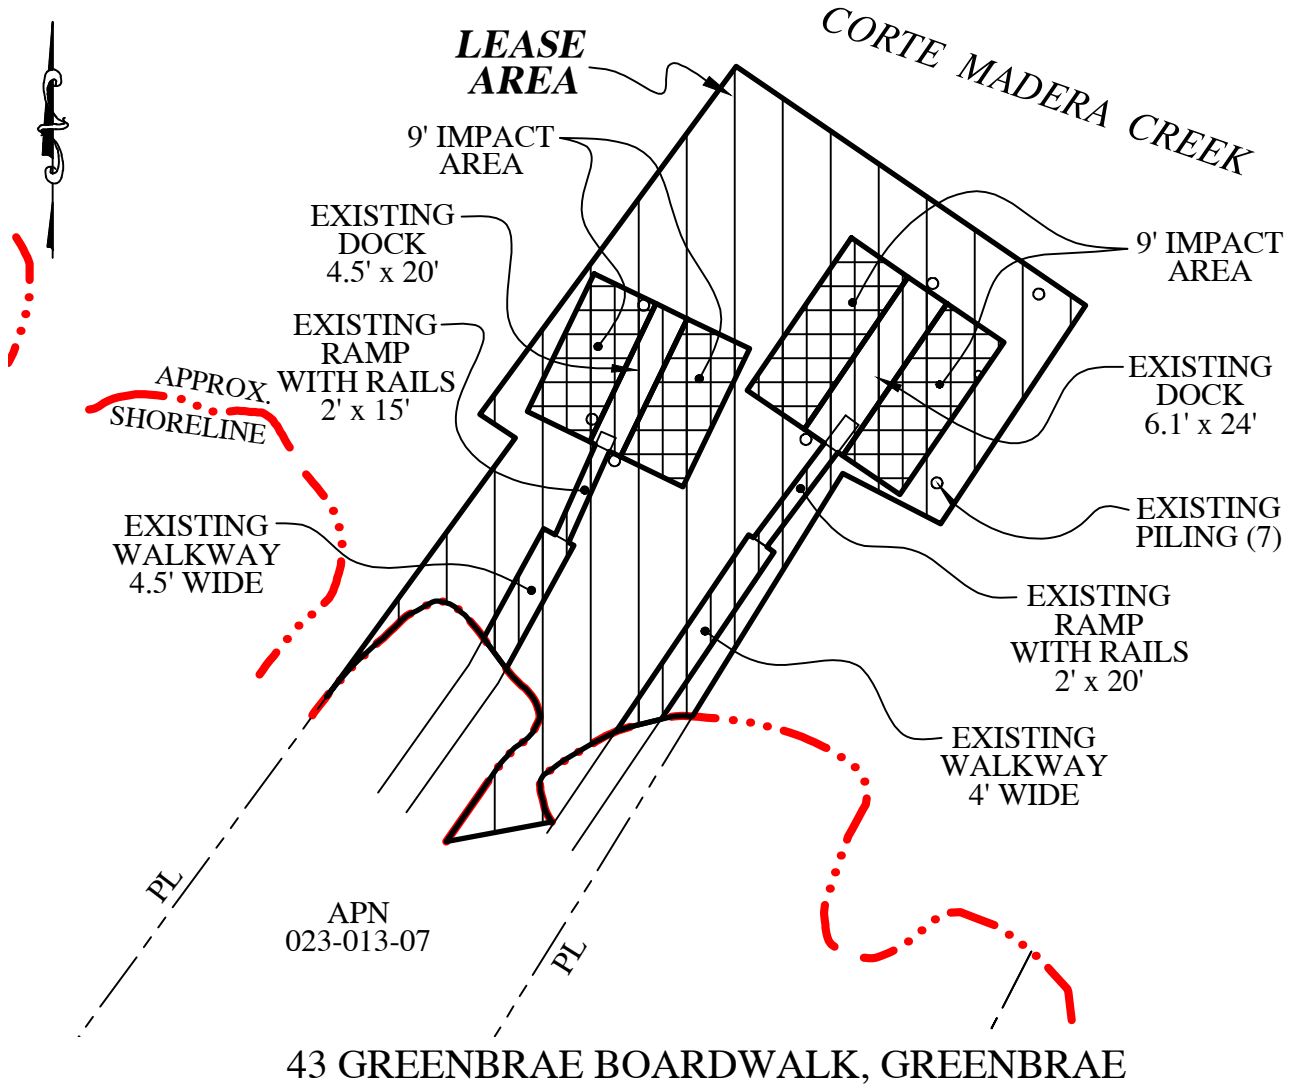 CORTE MADERA CREEK
LEASE
AREA
9' IMPACT
AREA
EXISTING
DOCK
4.5' x 20'
EXISTING
RAMP
WITH RAILS
2' x 15'
APPROX.
SHORELINE
EXISTING
WALKWAY
4.5' WIDE
9' IMPACT
AREA
EXISTING
DOCK
6.1' x 24'
EXISTING
PILING (7)
EXISTING
RAMP
WITH RAILS
2' x 20'
EXISTING
WALKWAY
4' WIDE
PL
APN
023-013-07
PL
43 GREENBRAE BOARDWALK, GREENBRAE